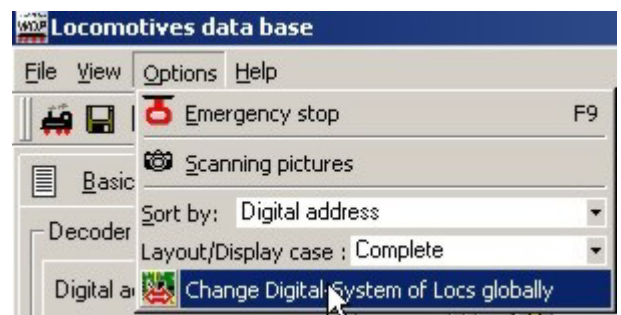 Locomotives data base
File View Options Help
Emergency stop F9
Scanning pictures
Basic
Sort by: Digital address
Decoder
Layout/Display case : Complete
Digital a
Change Digital System of Locs globally